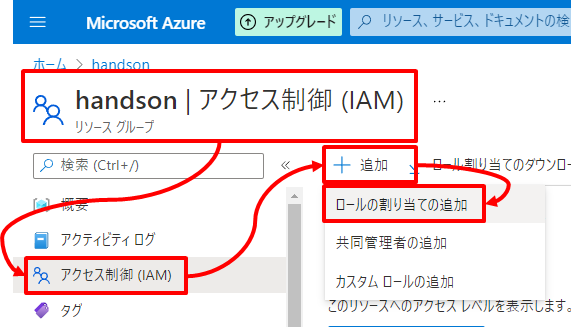 Microsoft Azure
アップグレード
リソース、サービス、ドキュメントの検
ホーム > handson
handson | アクセス制御 (IAM)
...
リソース グループ
検索 (Ctrl+/)
«
+ 追加
ロール割り当てのダウンロー
概要
ロールの割り当ての追加
アクティビティ ログ
共同管理者の追加
アクセス制御 (IAM)
カスタム ロールの追加
タグ
このリソースへのアクセス レベルを表示します。